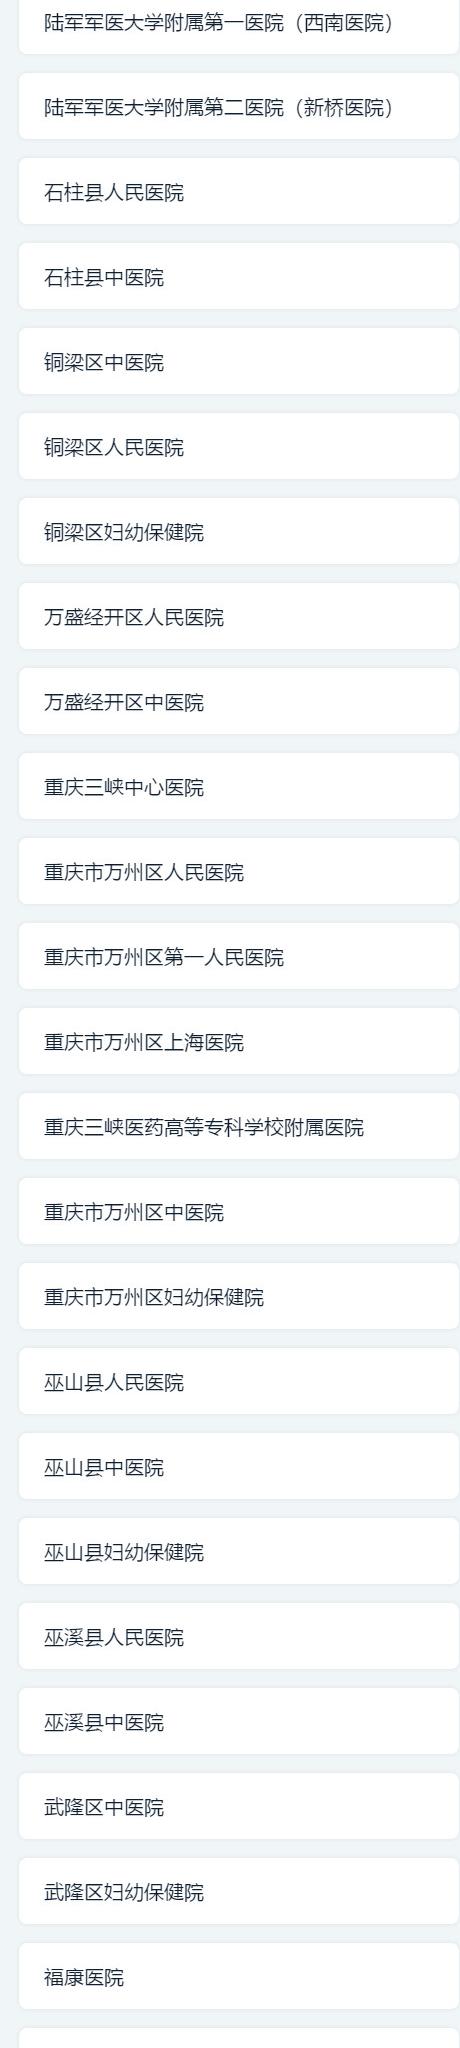 陆军军医大学附属第一医院（西南医院）
陆军军医大学附属第二医院（新桥医院）
石柱县人民医院
石柱县中医院
铜梁区中医院
铜梁区人民医院
铜梁区妇幼保健院
万盛经开区人民医院
万盛经开区中医院
重庆三峡中心医院
重庆市万州区人民医院
重庆市万州区第一人民医院
重庆市万州区上海医院
重庆三峡医药高等专科学校附属医院
重庆市万州区中医院
重庆市万州区妇幼保健院
巫山县人民医院
巫山县中医院
巫山县妇幼保健院
巫溪县人民医院
巫溪县中医院
武隆区中医院
武隆区妇幼保健院
福康医院